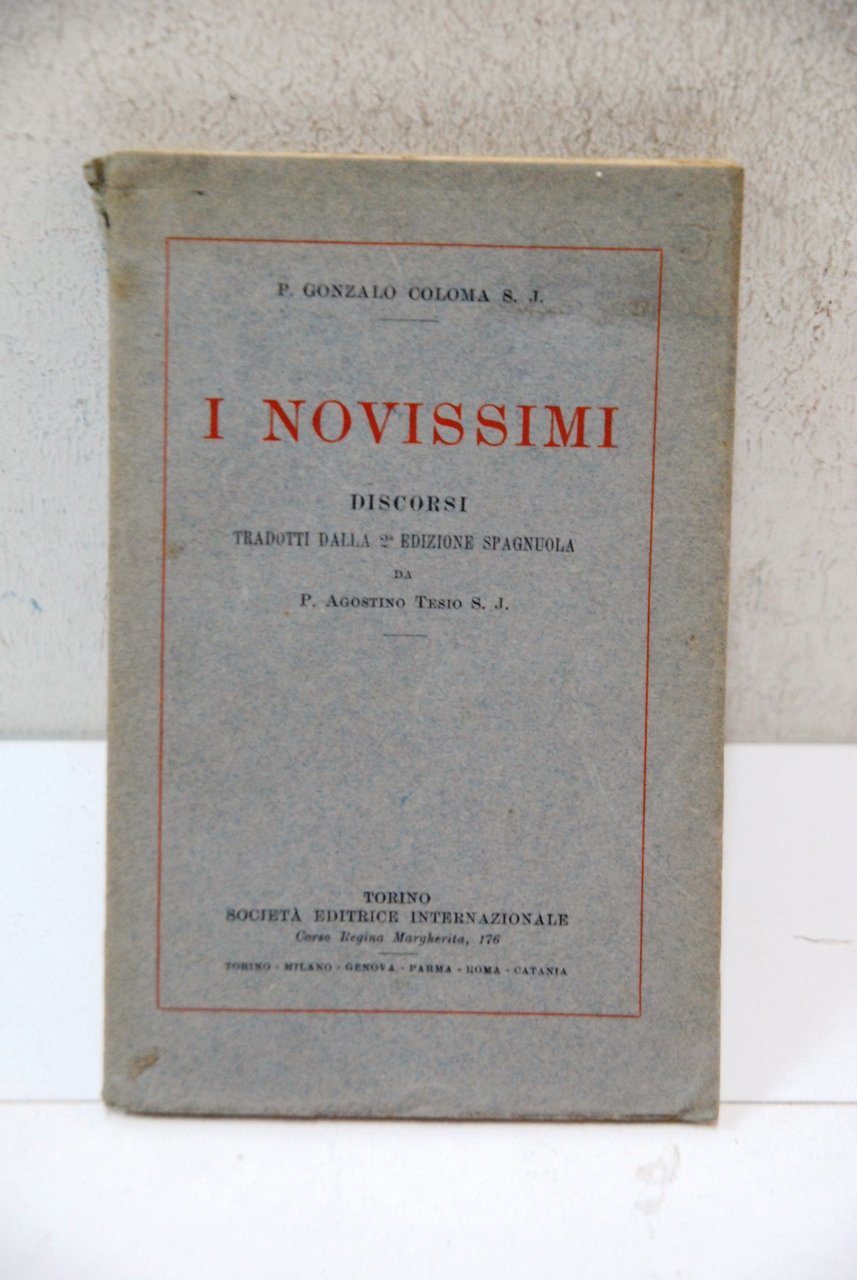 P. GONZALO COLOMA S. J.
I NOVISSIMI
DISCORSI
TRADOTTI DALLA 2ª EDIZIONE SPAGNUOLA
DA
P. AGOSTINO TESIO S. J.
TORINO
SOCIETÀ EDITRICE INTERNAZIONALE
Corso Regina Margherita, 176
TORINO - MILANO - GENOVA - PARMA - ROMA - CATANIA